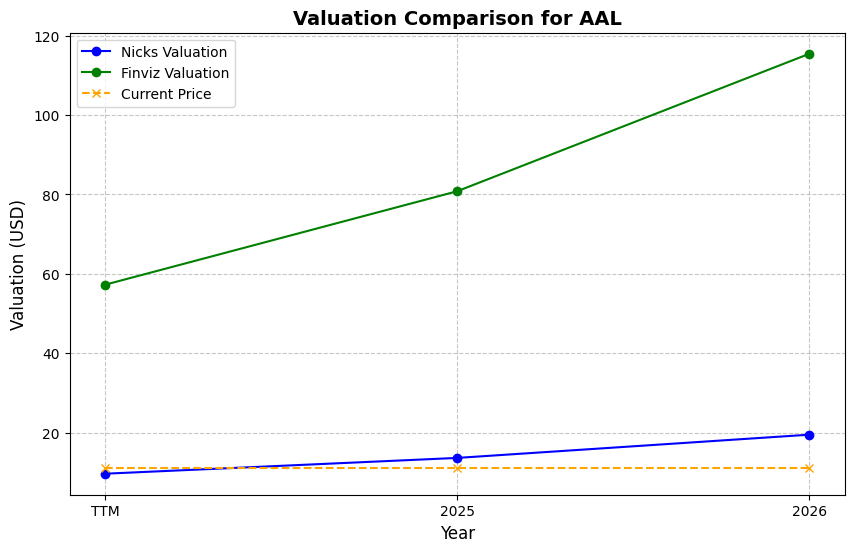 Valuation Comparison for AAL
Nicks Valuation
Finviz Valuation
Current Price
Valuation (USD)
120
100
80
60
40
20
TTM
2025
2026
Year